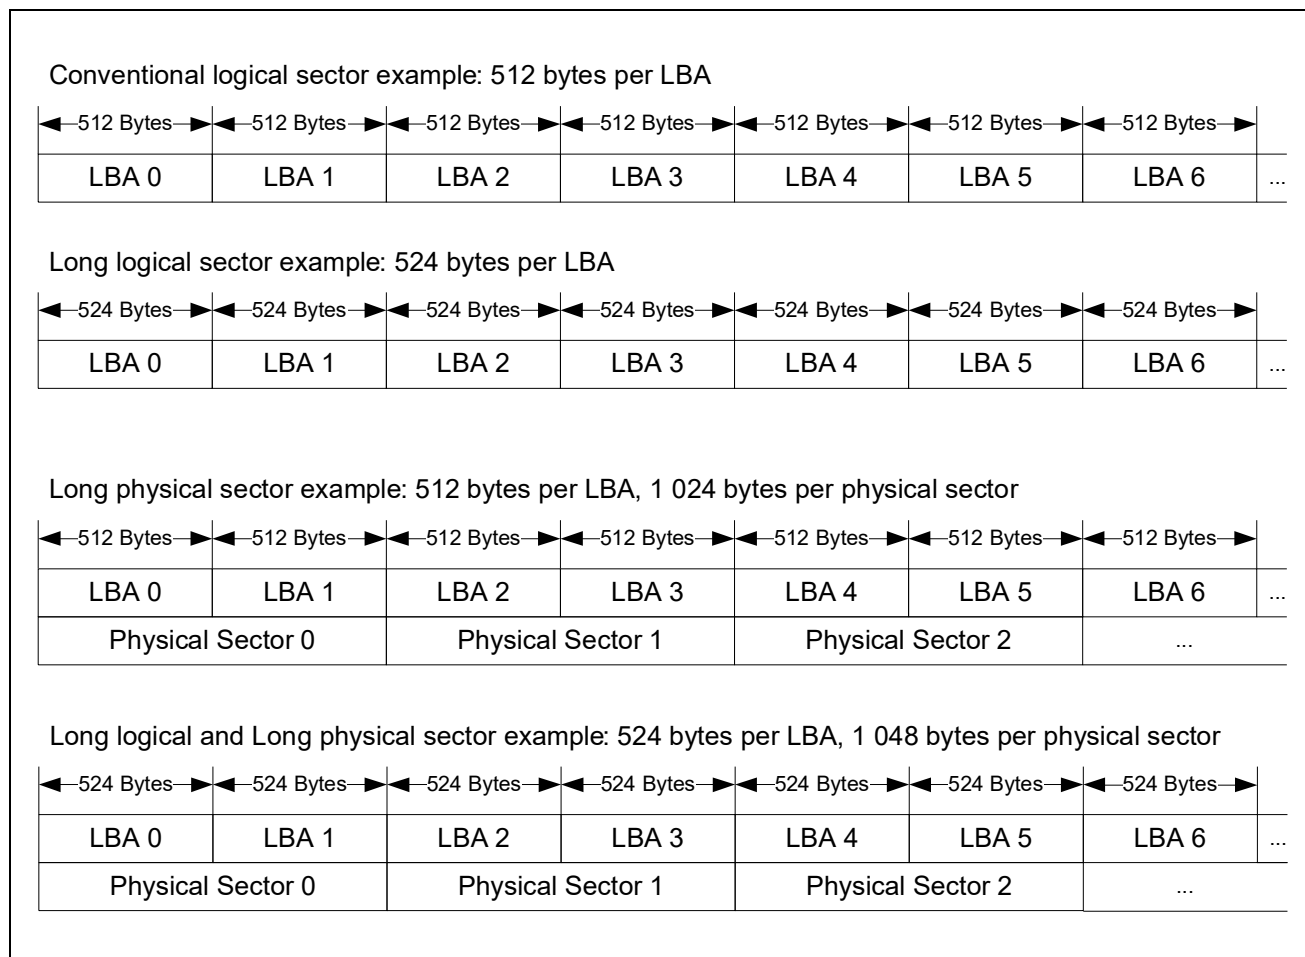 Conventional logical sector example: 512 bytes per LBA
512 Bytes 512 Bytes 512 Bytes 512 Bytes 512 Bytes 512 Bytes 512 Bytes
LBA 0 LBA 1 LBA 2 LBA 3 LBA 4 LBA 5 LBA 6 ...
Long logical sector example: 524 bytes per LBA
524 Bytes 524 Bytes 524 Bytes 524 Bytes 524 Bytes 524 Bytes 524 Bytes
LBA 0 LBA 1 LBA 2 LBA 3 LBA 4 LBA 5 LBA 6 ...
Long physical sector example: 512 bytes per LBA, 1 024 bytes per physical sector
512 Bytes 512 Bytes 512 Bytes 512 Bytes 512 Bytes 512 Bytes 512 Bytes
LBA 0 LBA 1 LBA 2 LBA 3 LBA 4 LBA 5 LBA 6 ...
Physical Sector 0 Physical Sector 1 Physical Sector 2 ...
Long logical and Long physical sector example: 524 bytes per LBA, 1 048 bytes per physical sector
524 Bytes 524 Bytes 524 Bytes 524 Bytes 524 Bytes 524 Bytes 524 Bytes
LBA 0 LBA 1 LBA 2 LBA 3 LBA 4 LBA 5 LBA 6 ...
Physical Sector 0 Physical Sector 1 Physical Sector 2 ...